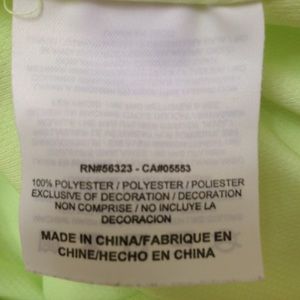 RN#56323 - CA#05553
100% POLYESTER / POLYESTER / POLIESTER
EXCLUSIVE OF DECORATION / DECORATION
NON COMPRISE / NO INCLUYE LA
DECORACION
MADE IN CHINA/FABRIQUE EN
CHINE/HECHO EN CHINA